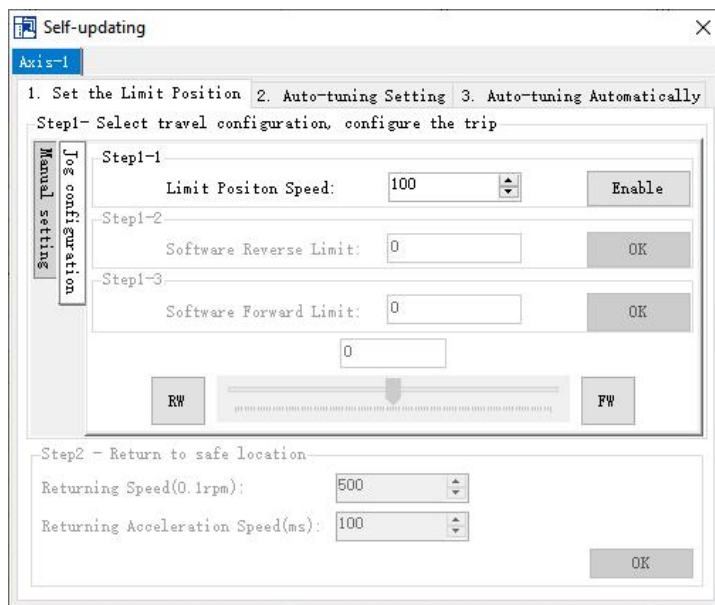 Self-updating
Axis-1
1. Set the Limit Position 2. Auto-tuning Setting 3. Auto-tuning Automatically
Step1- Select travel configuration, configure the trip
Manual setting
Jog configuration
Step1-1
Limit Positon Speed: 100 Enable
Step1-2
Software Reverse Limit: 0 OK
Step1-3
Software Forward Limit: 0 OK
0
RW FW
Step2 - Return to safe location
Returning Speed(0.1rpm): 500
Returning Acceleration Speed(ms): 100
OK